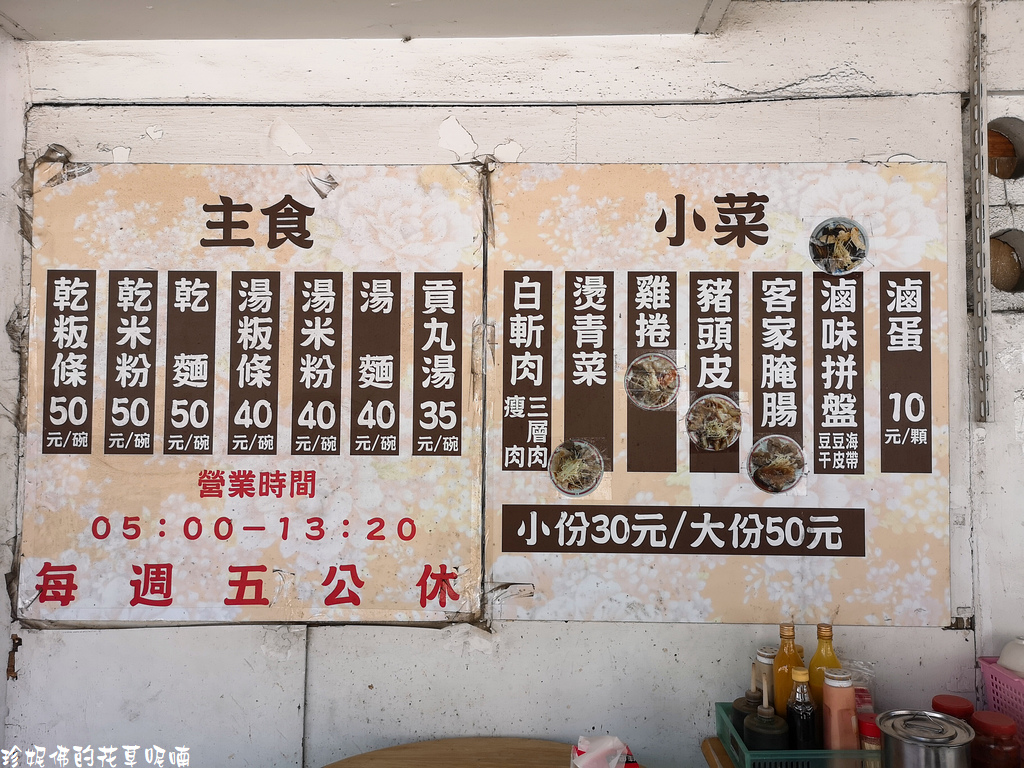 主食
乾粄條 50元/碗
乾米粉 50元/碗
乾麵 50元/碗
湯粄條 40元/碗
湯米粉 40元/碗
湯麵 40元/碗
貢丸湯 35元/碗
營業時間
05:00－13:20
每週五公休
小菜
白斬肉 三層肉 瘦肉
燙青菜
雞捲
豬頭皮
客家醃腸
滷味拼盤 海帶 豆皮 豆干
滷蛋 10元/顆
小份30元/大份50元
珍妮佛的花草呢喃